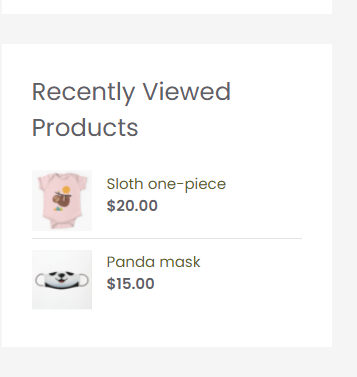 Recently Viewed
Products
Sloth one-piece
$20.00
Panda mask
$15.00